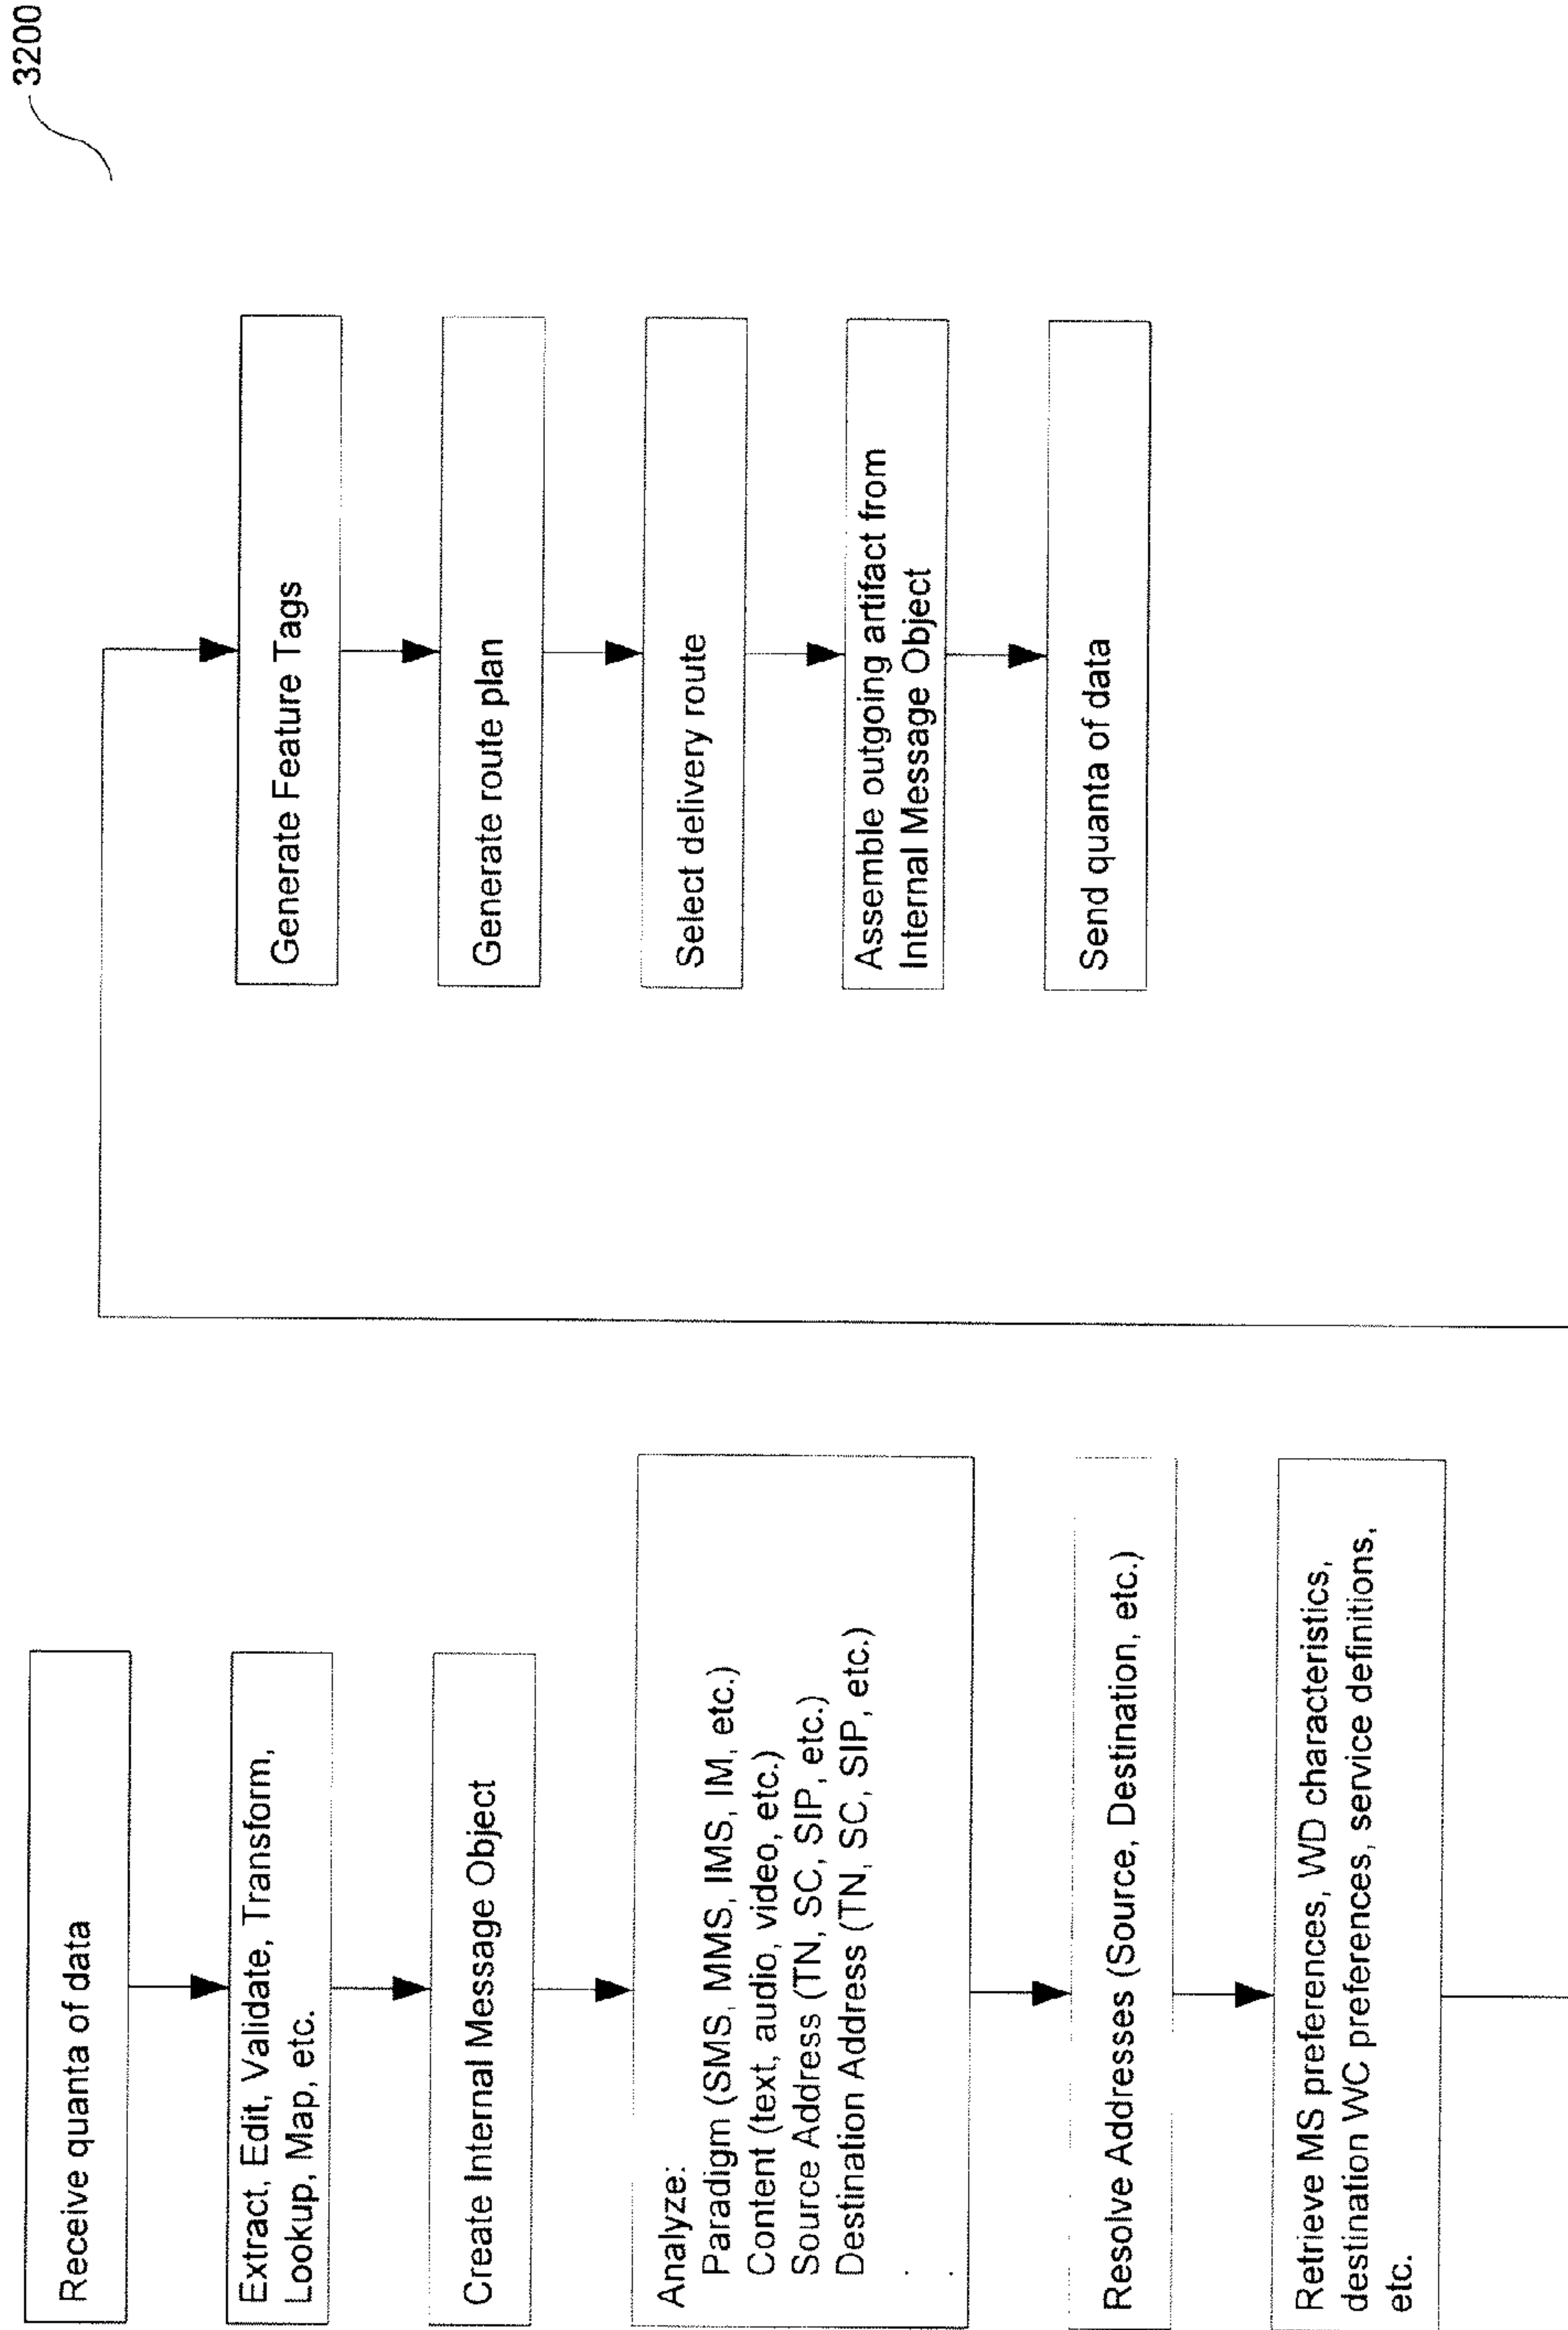 3200
Receive quanta of data
Extract, Edit, Validate, Transform,
Lookup, Map, etc.
Create Internal Message Object
Analyze:
Paradigm (SMS, MMS, IMS, IM, etc.)
Content (text, audio, video, etc.)
Source Address (TN, SC, SIP, etc.)
Destination Address (TN, SC, SIP, etc.)
.
.
Resolve Addresses (Source, Destination, etc.)
Retrieve MS preferences, WD characteristics,
destination WC preferences, service definitions,
etc.
Generate Feature Tags
Generate route plan
Select delivery route
Assemble outgoing artifact from
Internal Message Object
Send quanta of data